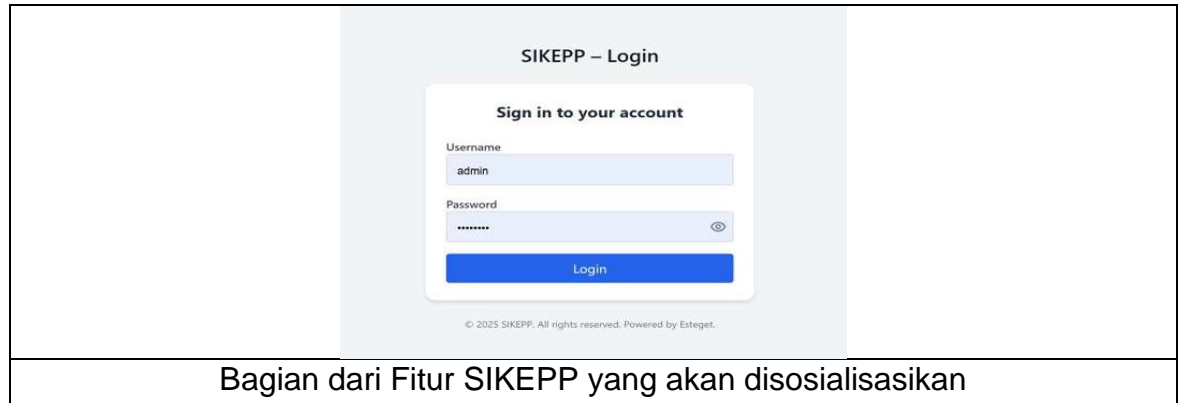 SIKEPP – Login
Sign in to your account
Username
admin
Password
••••••••
Login
© 2025 SIKEPP. All rights reserved. Powered by Esteget.
Bagian dari Fitur SIKEPP yang akan disosialisasikan